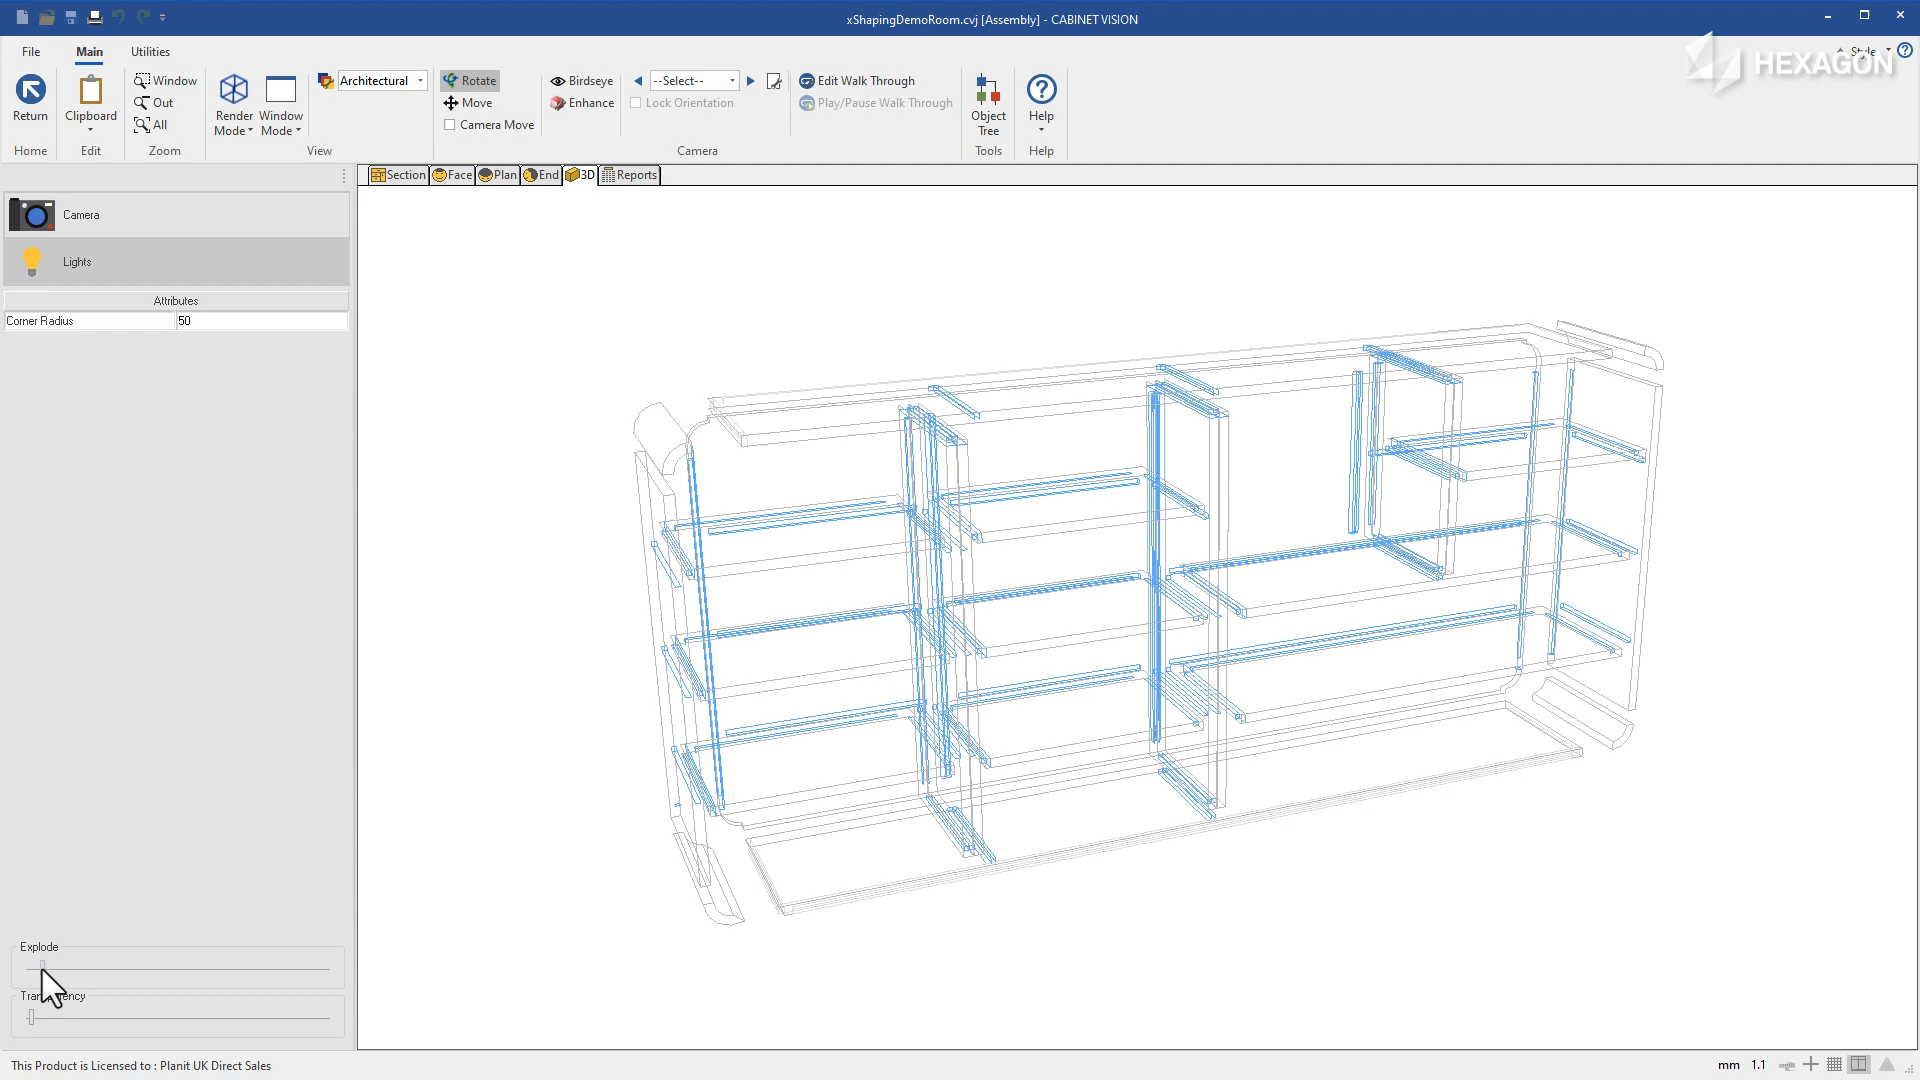 xShapingDemoRoom.cvj [Assembly] - CABINET VISION
File
Main
Utilities
Style
HEXAGON
Return
Clipboard
Window
Out
All
Render
Mode
Window
Mode
Architectural
Rotate
Move
Camera Move
Birdseye
Enhance
--Select--
Lock Orientation
Edit Walk Through
Play/Pause Walk Through
Object
Tree
Help
Home
Edit
Zoom
View
Camera
Tools
Help
Section
Face
Plan
End
3D
Reports
Camera
Lights
Attributes
Corner Radius
50
Explode
This Product is Licensed to : Planit UK Direct Sales
mm
1.1